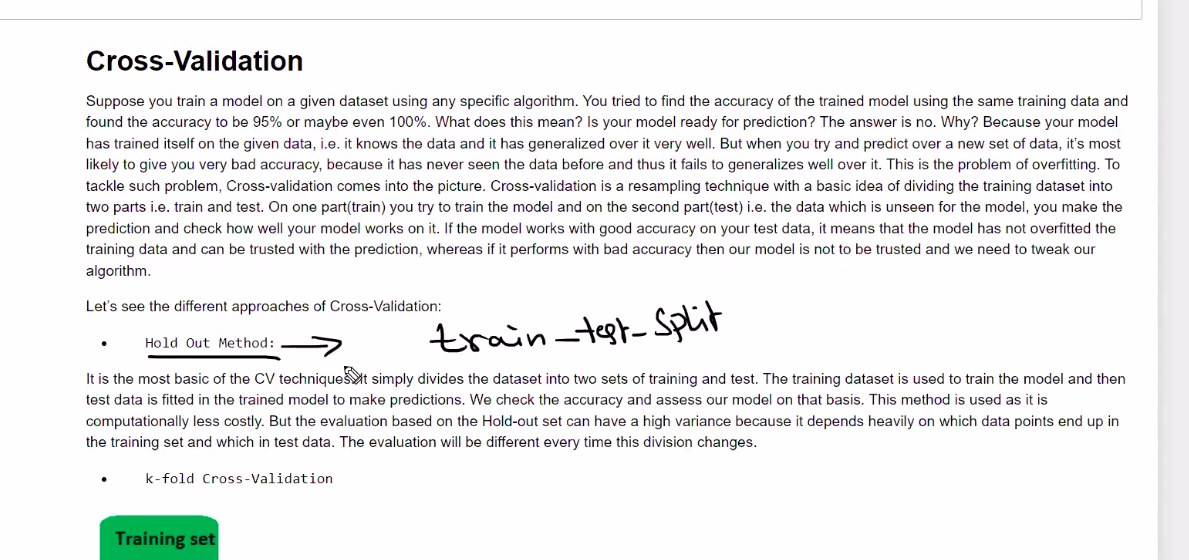 Cross-Validation
Suppose you train a model on a given dataset using any specific algorithm. You tried to find the accuracy of the trained model using the same training data and
found the accuracy to be 95% or maybe even 100%. What does this mean? Is your model ready for prediction? The answer is no. Why? Because your model
has trained itself on the given data, i.e. it knows the data and it has generalized over it very well. But when you try and predict over a new set of data, it's most
likely to give you very bad accuracy, because it has never seen the data before and thus it fails to generalizes well over it. This is the problem of overfitting. To
tackle such problem, Cross-validation comes into the picture. Cross-validation is a resampling technique with a basic idea of dividing the training dataset into
two parts i.e. train and test. On one part(train) you try to train the model and on the second part(test) i.e. the data which is unseen for the model, you make the
prediction and check how well your model works on it. If the model works with good accuracy on your test data, it means that the model has not overfitted the
training data and can be trusted with the prediction, whereas if it performs with bad accuracy then our model is not to be trusted and we need to tweak our
algorithm.
Let's see the different approaches of Cross-Validation:
• Hold Out Method: train_test_split
It is the most basic of the CV techniques. It simply divides the dataset into two sets of training and test. The training dataset is used to train the model and then
test data is fitted in the trained model to make predictions. We check the accuracy and assess our model on that basis. This method is used as it is
computationally less costly. But the evaluation based on the Hold-out set can have a high variance because it depends heavily on which data points end up in
the training set and which in test data. The evaluation will be different every time this division changes.
• k-fold Cross-Validation
Training set